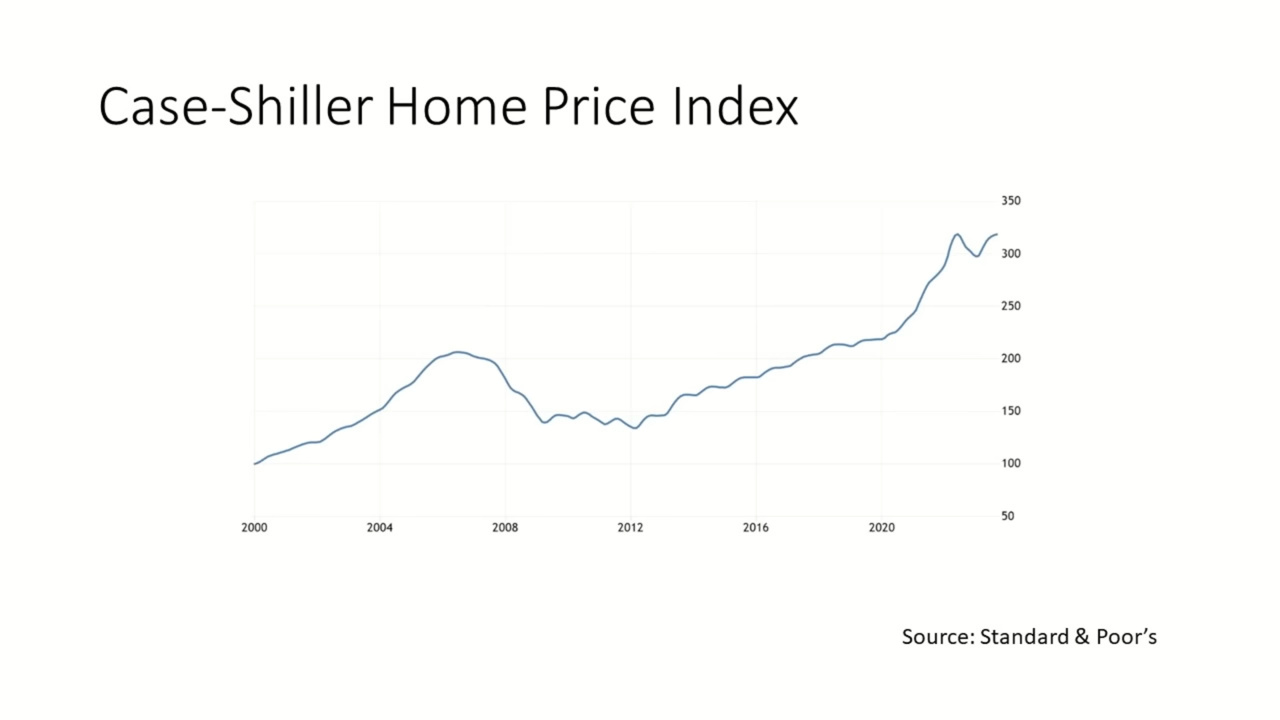 Case-Shiller Home Price Index
350
300
250
200
150
100
50
2000 2004 2008 2012 2016 2020
Source: Standard & Poor’s